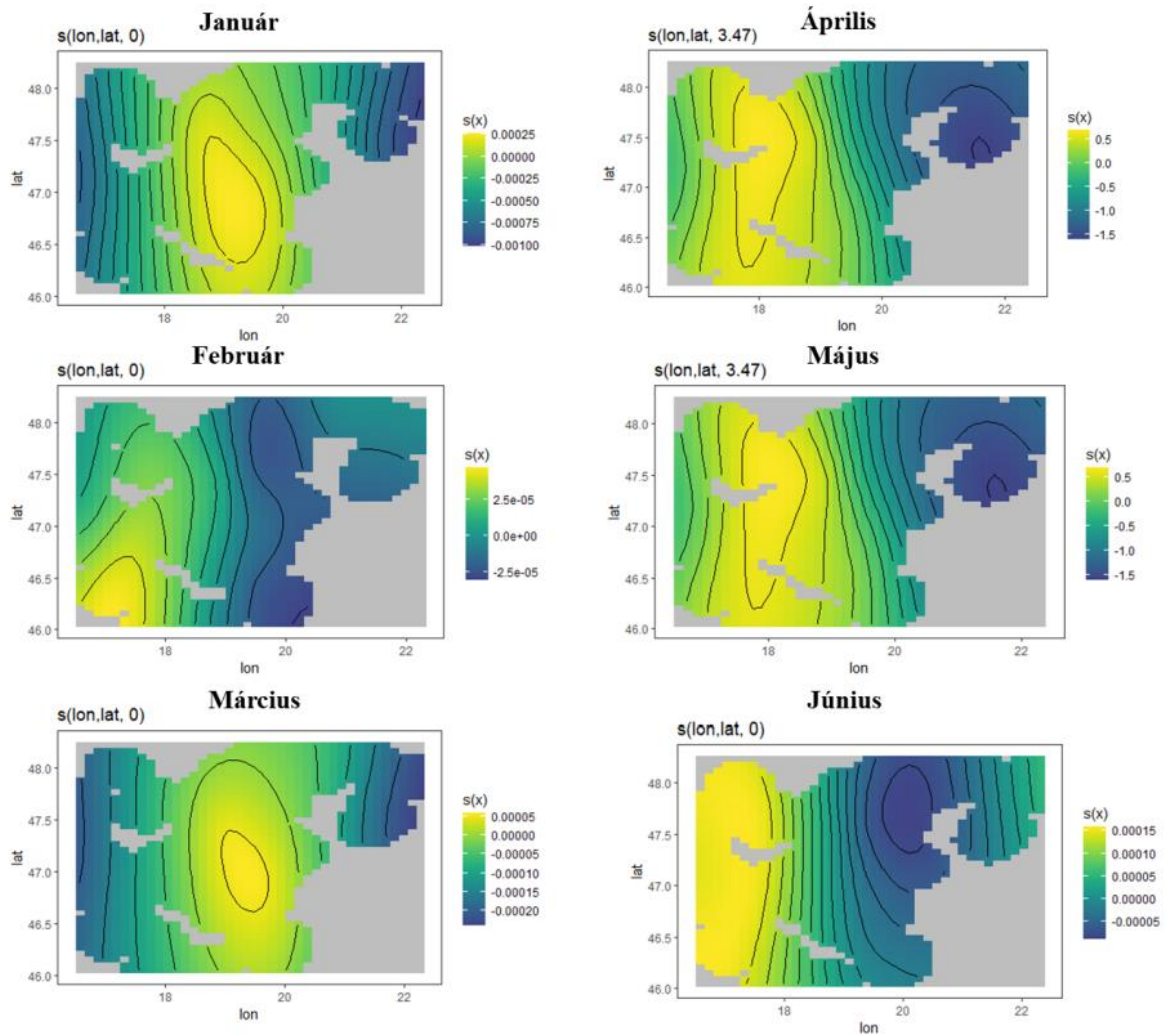 Január
s(lon,lat, 0)
48.0
47.5
47.0
46.5
46.0
lat
18
20
22
lon
s(x)
0.00025
0.00000
-0.00025
-0.00050
-0.00075
-0.00100
Április
s(lon,lat, 3.47)
48.0
47.5
47.0
46.5
46.0
lat
18
20
22
lon
s(x)
0.5
0.0
-0.5
-1.0
-1.5
Február
s(lon,lat, 0)
48.0
47.5
47.0
46.5
46.0
lat
18
20
22
lon
s(x)
2.5e-05
0.0e+00
-2.5e-05
Május
s(lon,lat, 3.47)
48.0
47.5
47.0
46.5
46.0
lat
18
20
22
lon
s(x)
0.5
0.0
-0.5
-1.0
-1.5
Március
s(lon,lat, 0)
48.0
47.5
47.0
46.5
46.0
lat
18
20
22
lon
s(x)
0.00005
0.00000
-0.00005
-0.00010
-0.00015
-0.00020
Június
s(lon,lat, 0)
48.0
47.5
47.0
46.5
46.0
lat
18
20
22
lon
s(x)
0.00015
0.00010
0.00005
0.00000
-0.00005